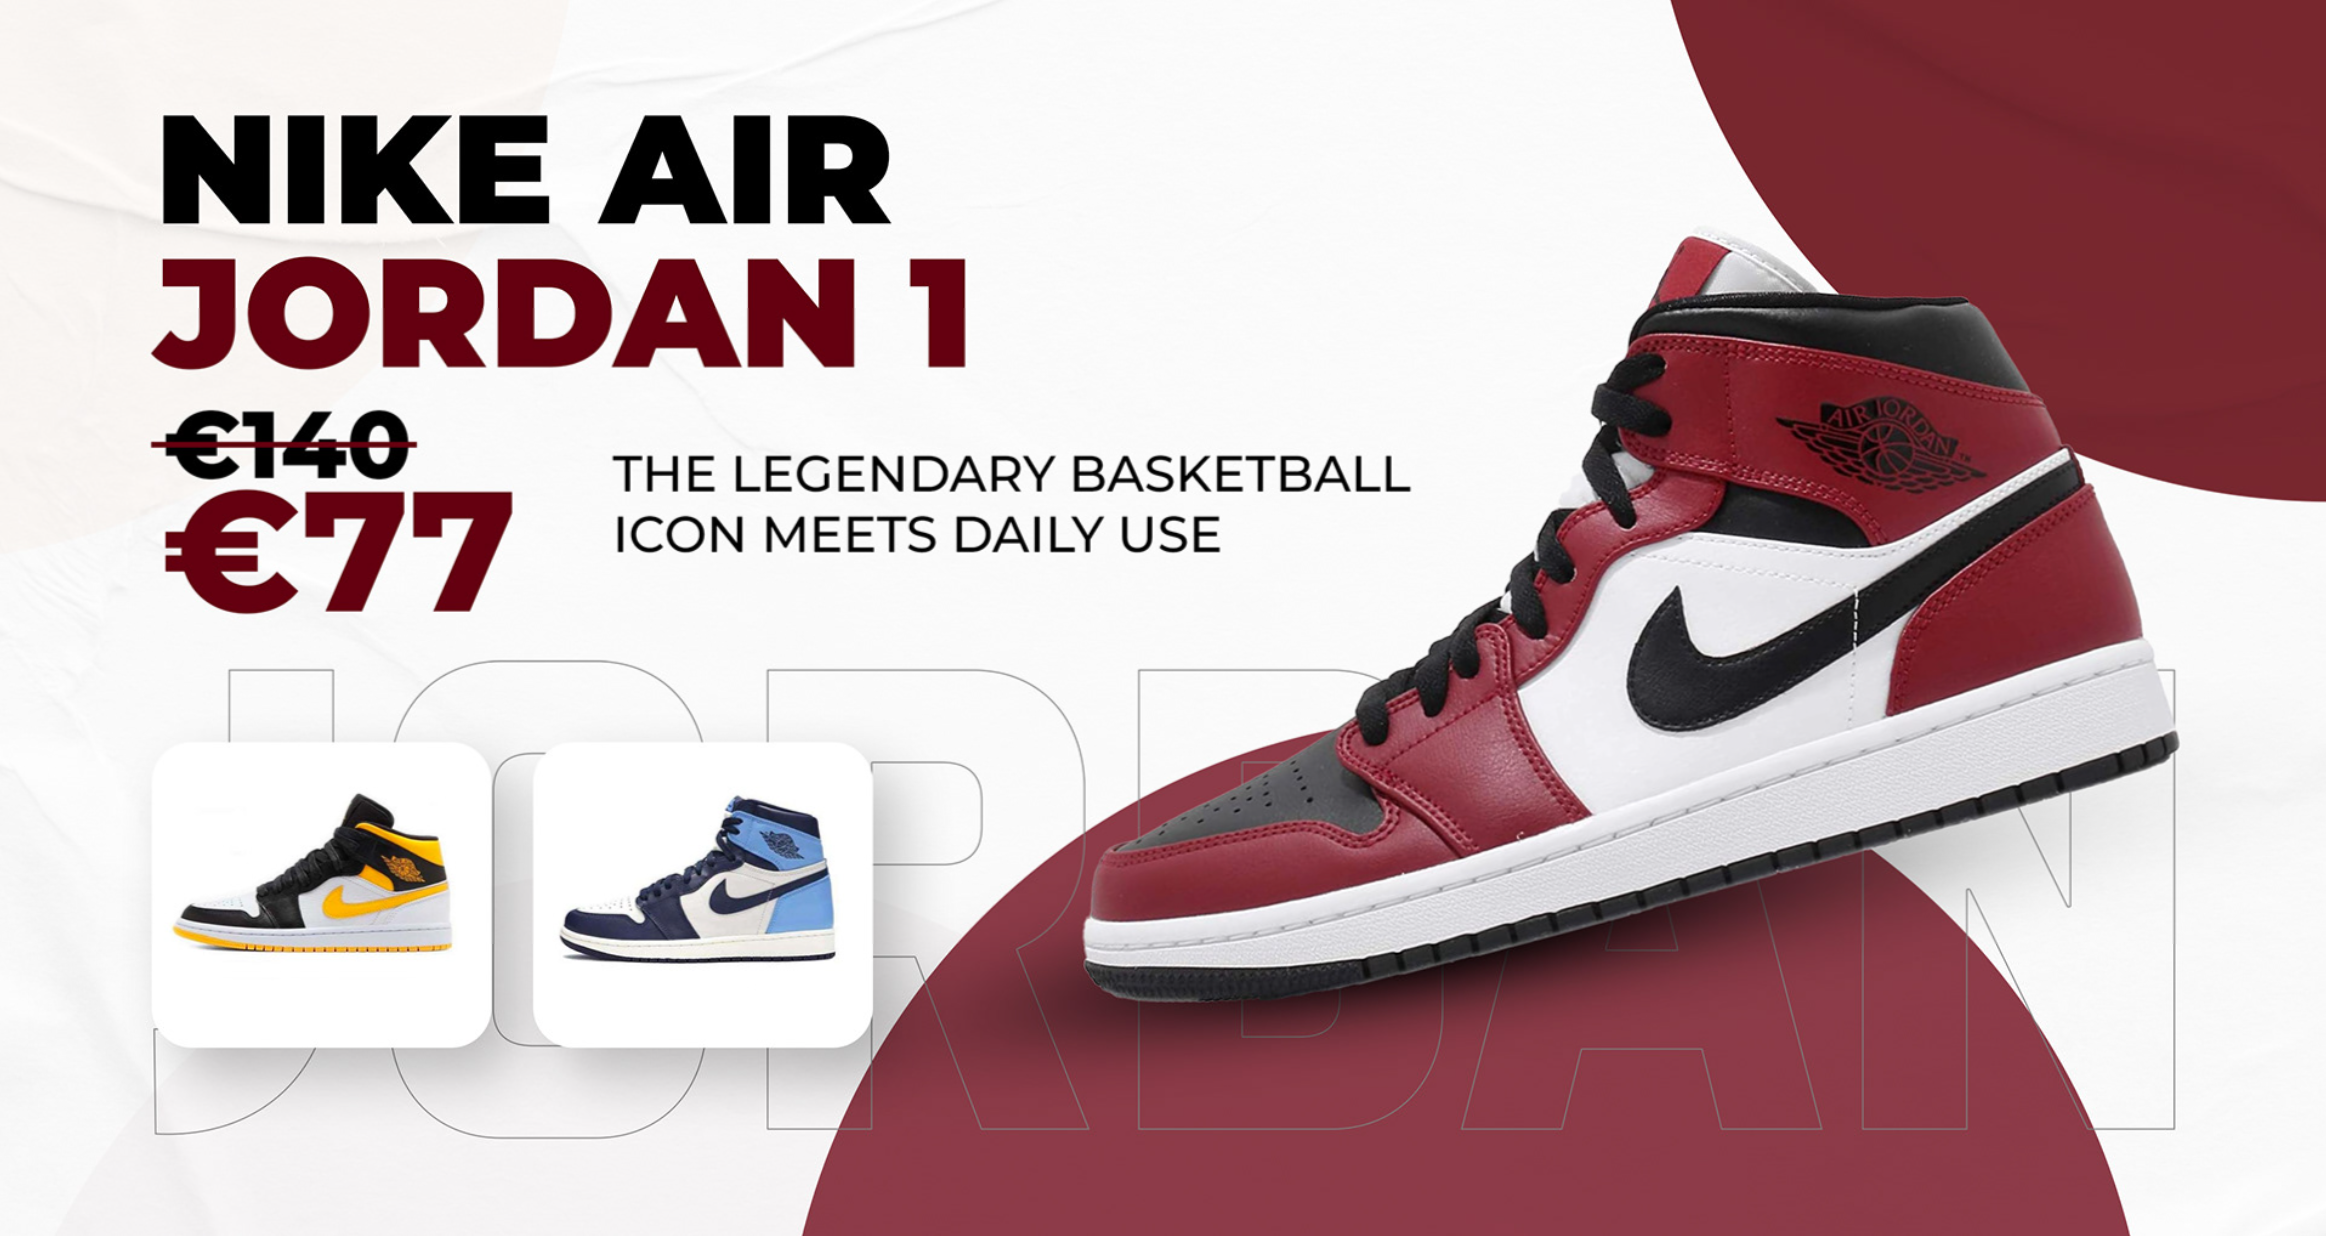 NIKE AIR
JORDAN 1
€140
€77
THE LEGENDARY BASKETBALL
ICON MEETS DAILY USE
AIR JORDAN
JORDAN